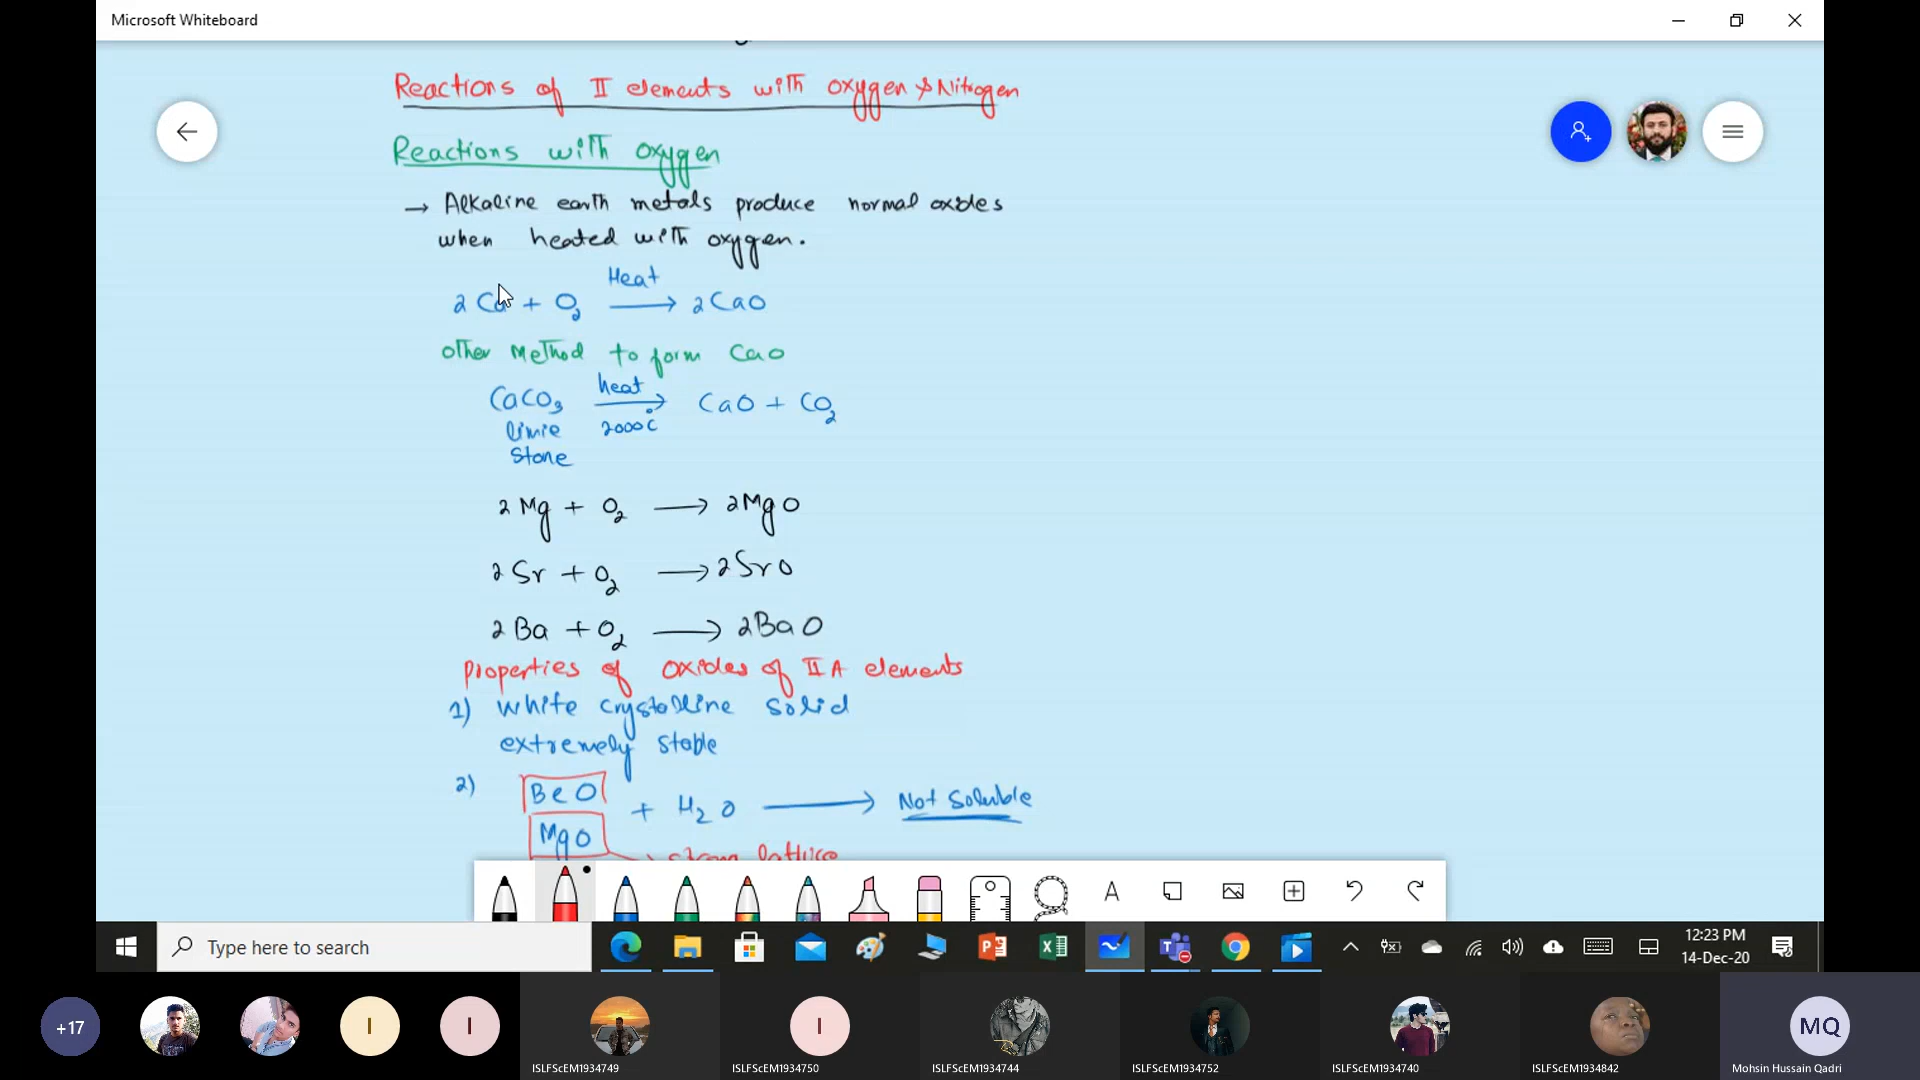 Microsoft Whiteboard
Reactions of II elements with oxygen & Nitrogen
Reactions with oxygen
→ Alkaline earth metals produce normal oxides
when heated with oxygen.
2 Ca + O2 Heat → 2 CaO
other Method to form CaO
CaCO3 heat → 2000°C CaO + CO2
lime
stone
2 Mg + O2 → 2MgO
2 Sr + O2 → 2SrO
2 Ba + O2 → 2BaO
Properties of oxides of II A elements
1) white crystalline solid
extremely stable
2) BeO + H2O → Not Soluble
MgO
→ strong lattice
A
Type here to search
12:23 PM
14-Dec-20
+17
I
I
I
MQ
ISLFScEM1934749
ISLFScEM1934750
ISLFScEM1934744
ISLFScEM1934752
ISLFScEM1934740
ISLFScEM1934842
Mohsin Hussain Qadri